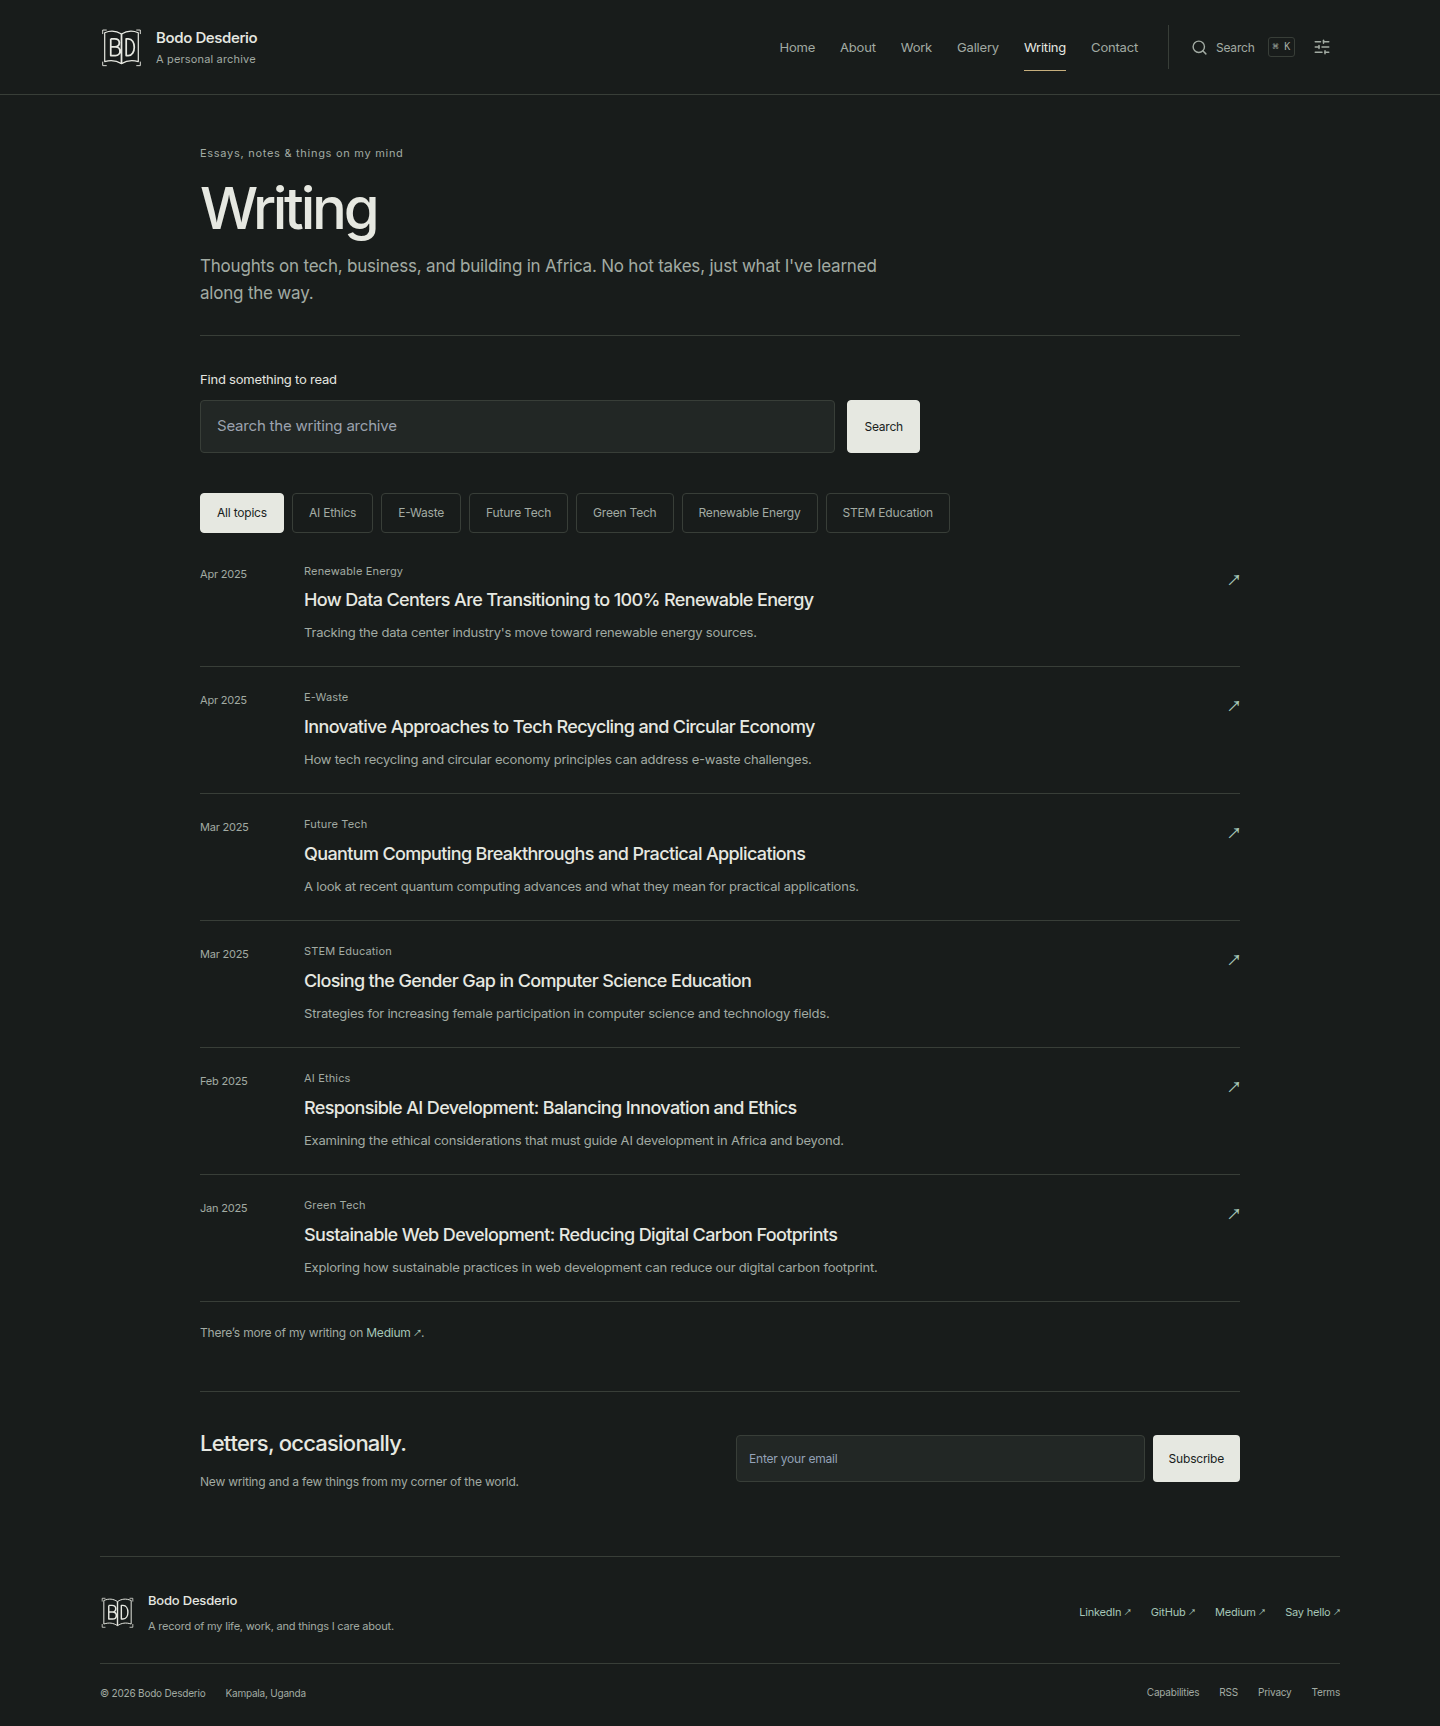 BD
Bodo Desderio
A personal archive
Home
About
Work
Gallery
Writing
Contact
Search
⌘ K
Essays, notes & things on my mind
Writing
Thoughts on tech, business, and building in Africa. No hot takes, just what I've learned
along the way.
Find something to read
Search the writing archive
Search
All topics
AI Ethics
E-Waste
Future Tech
Green Tech
Renewable Energy
STEM Education
Apr 2025
Renewable Energy
↗
How Data Centers Are Transitioning to 100% Renewable Energy
Tracking the data center industry's move toward renewable energy sources.
Apr 2025
E-Waste
↗
Innovative Approaches to Tech Recycling and Circular Economy
How tech recycling and circular economy principles can address e-waste challenges.
Mar 2025
Future Tech
↗
Quantum Computing Breakthroughs and Practical Applications
A look at recent quantum computing advances and what they mean for practical applications.
Mar 2025
STEM Education
↗
Closing the Gender Gap in Computer Science Education
Strategies for increasing female participation in computer science and technology fields.
Feb 2025
AI Ethics
↗
Responsible AI Development: Balancing Innovation and Ethics
Examining the ethical considerations that must guide AI development in Africa and beyond.
Jan 2025
Green Tech
↗
Sustainable Web Development: Reducing Digital Carbon Footprints
Exploring how sustainable practices in web development can reduce our digital carbon footprint.
There's more of my writing on Medium ↗.
Letters, occasionally.
New writing and a few things from my corner of the world.
Enter your email
Subscribe
BD
Bodo Desderio
A record of my life, work, and things I care about.
LinkedIn ↗
GitHub ↗
Medium ↗
Say hello ↗
© 2026 Bodo Desderio
Kampala, Uganda
Capabilities
RSS
Privacy
Terms